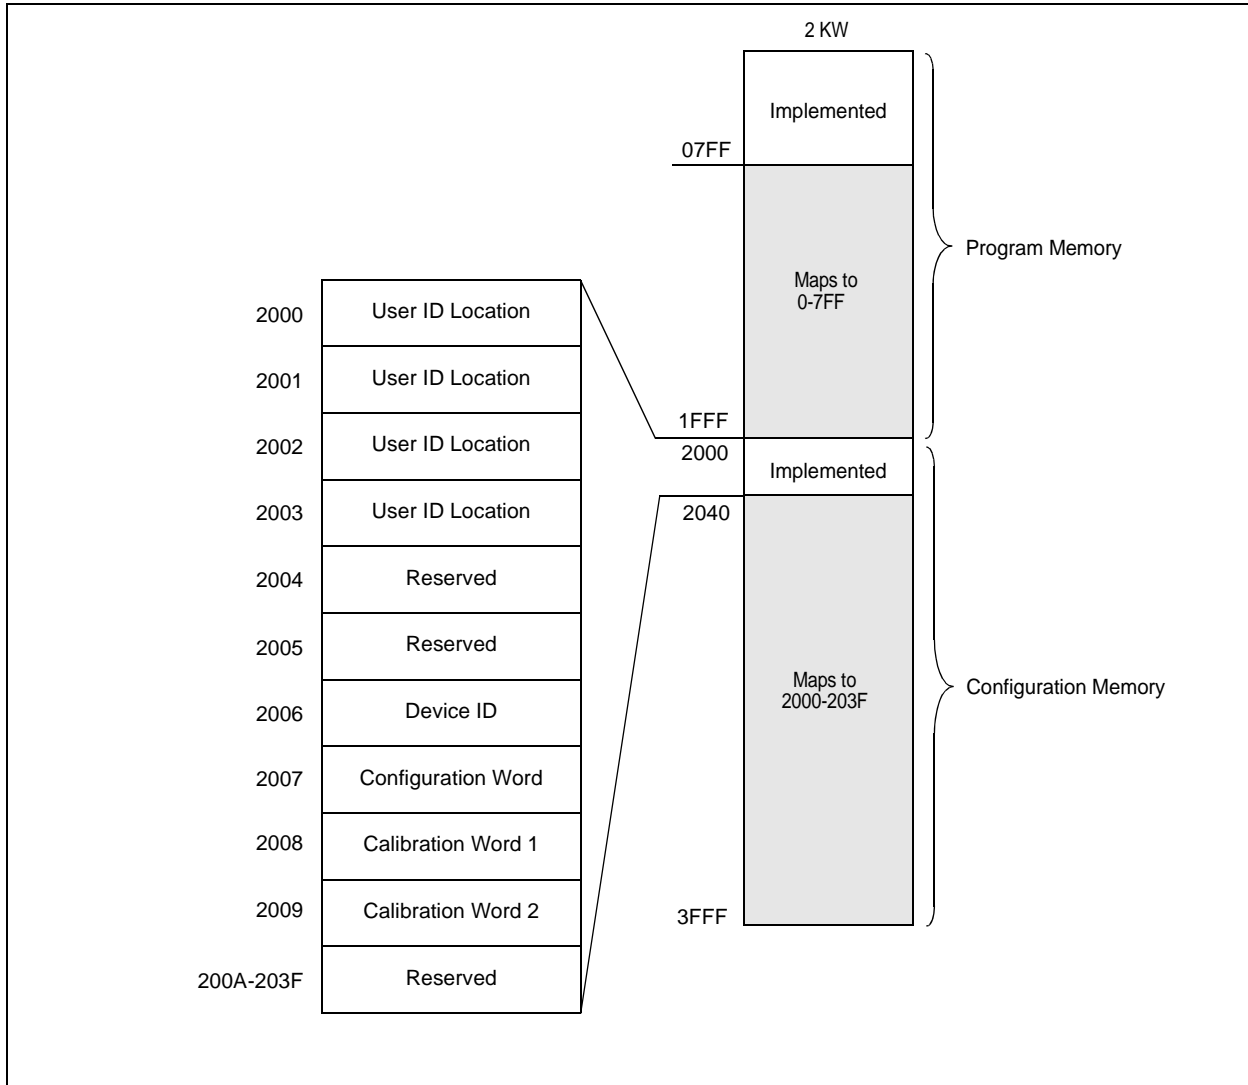 2 KW
Implemented
07FF
Program Memory
Maps to
0-7FF
2000
User ID Location
2001
User ID Location
2002
User ID Location
2003
User ID Location
2004
Reserved
2005
Reserved
2006
Device ID
2007
Configuration Word
2008
Calibration Word 1
2009
Calibration Word 2
200A-203F
Reserved
1FFF
2000
Implemented
2040
Maps to
2000-203F
Configuration Memory
3FFF